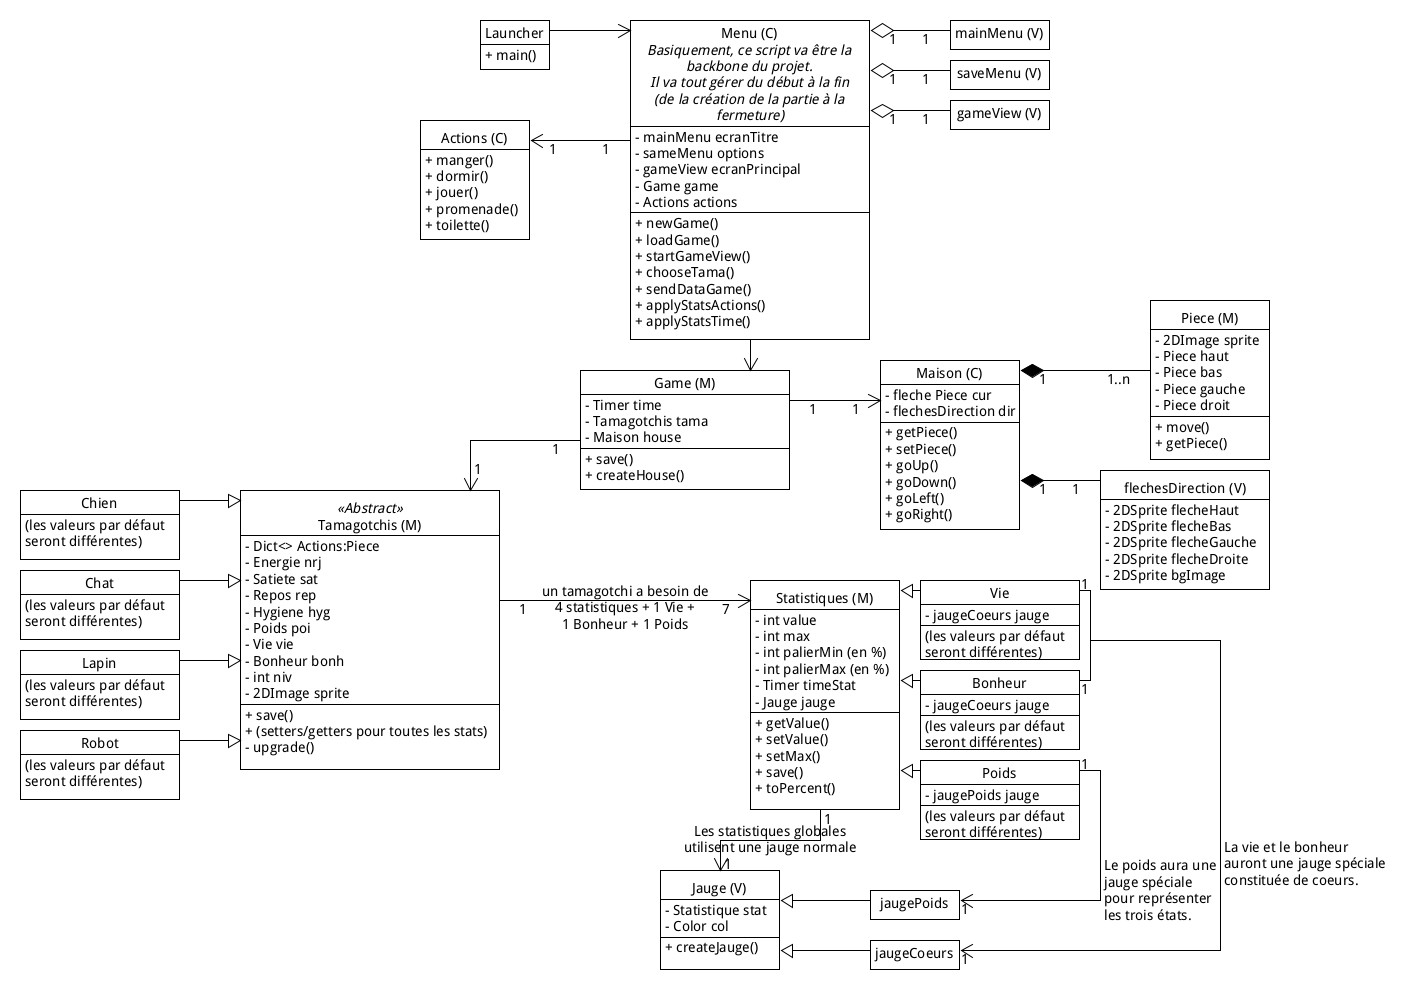 Launcher
+ main()
Menu (C)
Basiquement, ce script va être la
backbone du projet.
Il va tout gérer du début à la fin
(de la création de la partie à la
fermeture)
- mainMenu ecranTitre
- sameMenu options
- gameView ecranPrincipal
- Game game
- Actions actions
+ newGame()
+ loadGame()
+ startGameView()
+ chooseTama()
+ sendDataGame()
+ applyStatsActions()
+ applyStatsTime()
1 1
mainMenu (V)
1 1
saveMenu (V)
1 1
gameView (V)
Actions (C)
+ manger()
+ dormir()
+ jouer()
+ promenade()
+ toilette()
1 1
Game (M)
- Timer time
- Tamagotchis tama
- Maison house
+ save()
+ createHouse()
1 1
Maison (C)
- fleche Piece cur
- flechesDirection dir
+ getPiece()
+ setPiece()
+ goUp()
+ goDown()
+ goLeft()
+ goRight()
1 1..n
Piece (M)
- 2DImage sprite
- Piece haut
- Piece bas
- Piece gauche
- Piece droit
+ move()
+ getPiece()
1 1
flechesDirection (V)
- 2DSprite flecheHaut
- 2DSprite flecheBas
- 2DSprite flecheGauche
- 2DSprite flecheDroite
- 2DSprite bgImage
1
1
Chien
(les valeurs par défaut
seront différentes)
Chat
(les valeurs par défaut
seront différentes)
Lapin
(les valeurs par défaut
seront différentes)
Robot
(les valeurs par défaut
seront différentes)
«Abstract»
Tamagotchis (M)
- Dict<> Actions:Piece
- Energie nrj
- Satiete sat
- Repos rep
- Hygiene hyg
- Poids poi
- Vie vie
- Bonheur bonh
- int niv
- 2DImage sprite
+ save()
+ (setters/getters pour toutes les stats)
- upgrade()
un tamagotchi a besoin de
1 4 statistiques + 1 Vie + 7
1 Bonheur + 1 Poids
Statistiques (M)
- int value
- int max
- int palierMin (en %)
- int palierMax (en %)
- Timer timeStat
- Jauge jauge
+ getValue()
+ setValue()
+ setMax()
+ save()
+ toPercent()
Vie
- jaugeCoeurs jauge
(les valeurs par défaut
seront différentes)
1
Bonheur
- jaugeCoeurs jauge
(les valeurs par défaut
seront différentes)
1
Poids
- jaugePoids jauge
(les valeurs par défaut
seront différentes)
1
1
Les statistiques globales
utilisent une jauge normale
1
Jauge (V)
- Statistique stat
- Color col
+ createJauge()
jaugePoids
1
jaugeCoeurs
1
Le poids aura une
jauge spéciale
pour représenter
les trois états.
La vie et le bonheur
auront une jauge spéciale
constituée de coeurs.